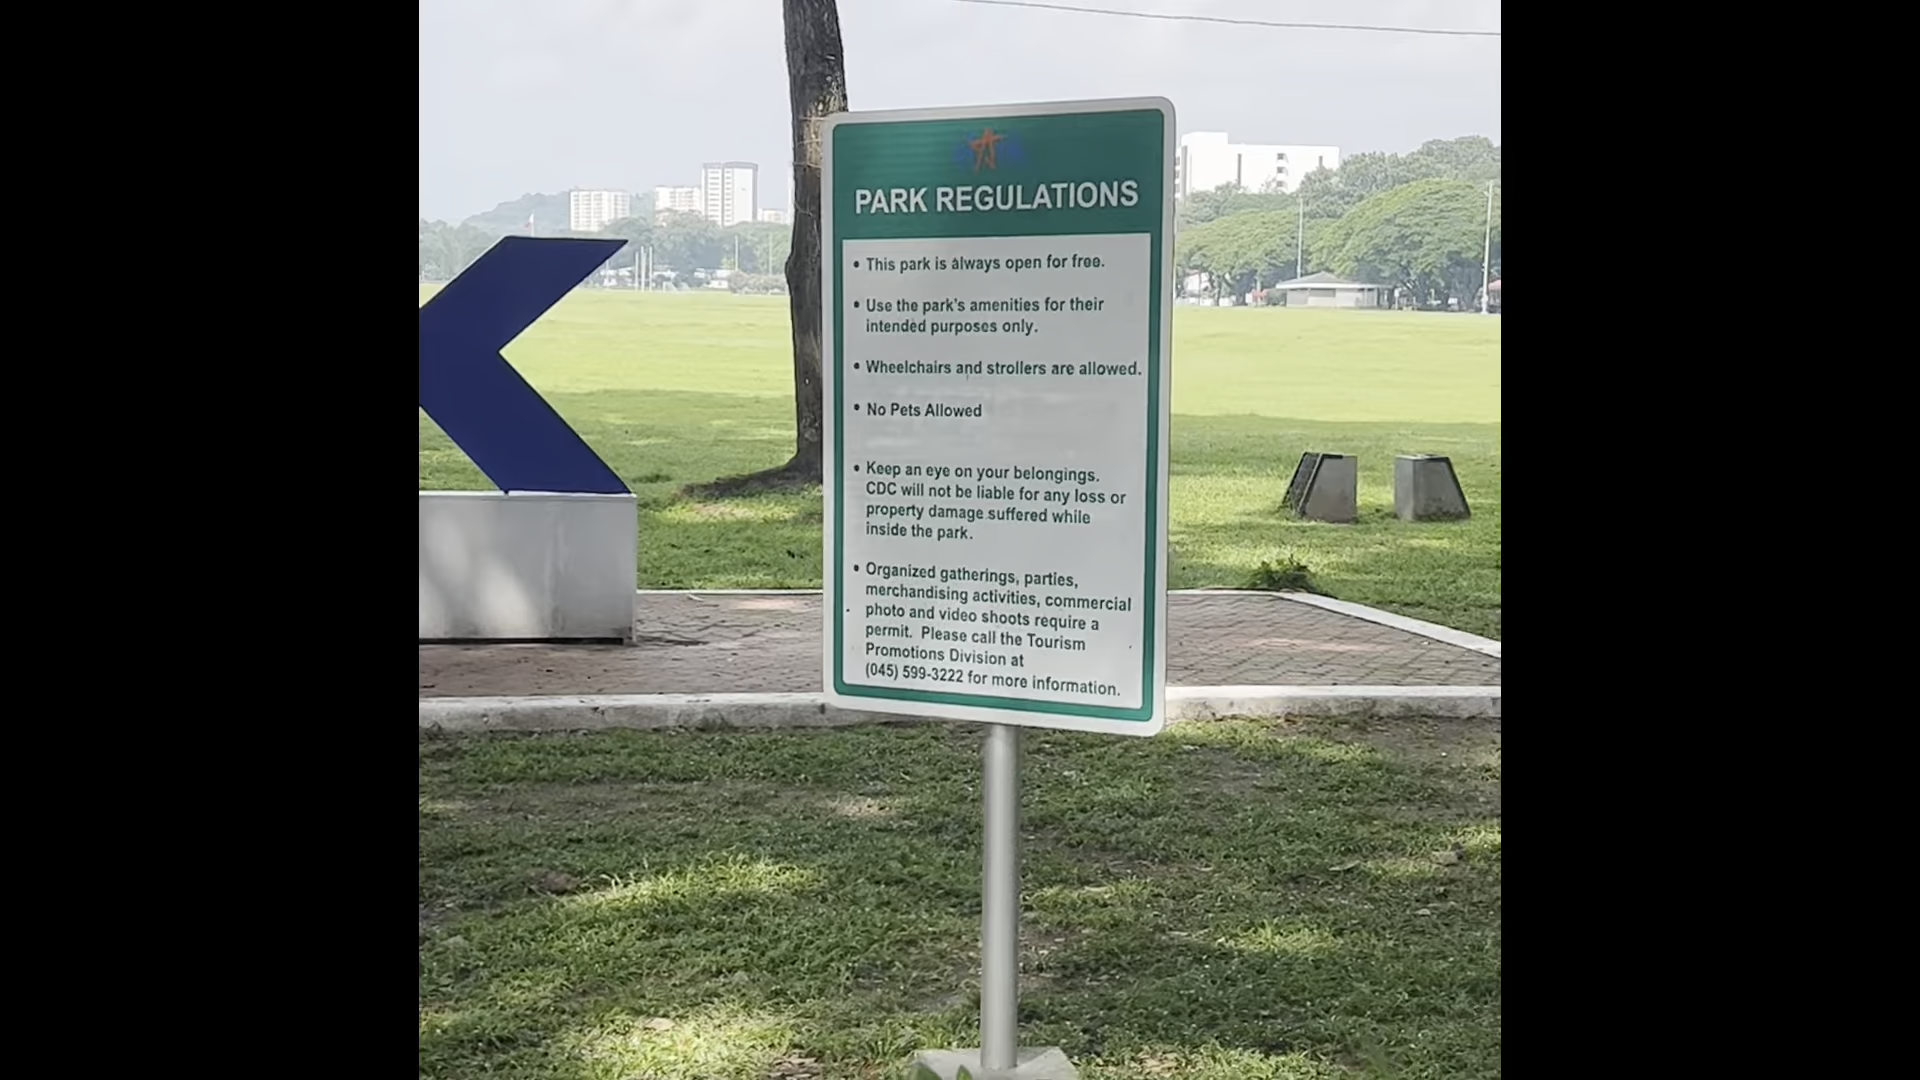 PARK REGULATIONS
• This park is always open for free.
• Use the park's amenities for their
intended purposes only.
• Wheelchairs and strollers are allowed.
• No Pets Allowed
• Keep an eye on your belongings.
CDC will not be liable for any loss or
property damage suffered while
inside the park.
• Organized gatherings, parties,
merchandising activities, commercial
photo and video shoots require a
permit. Please call the Tourism
Promotions Division at
(045) 599-3222 for more information.